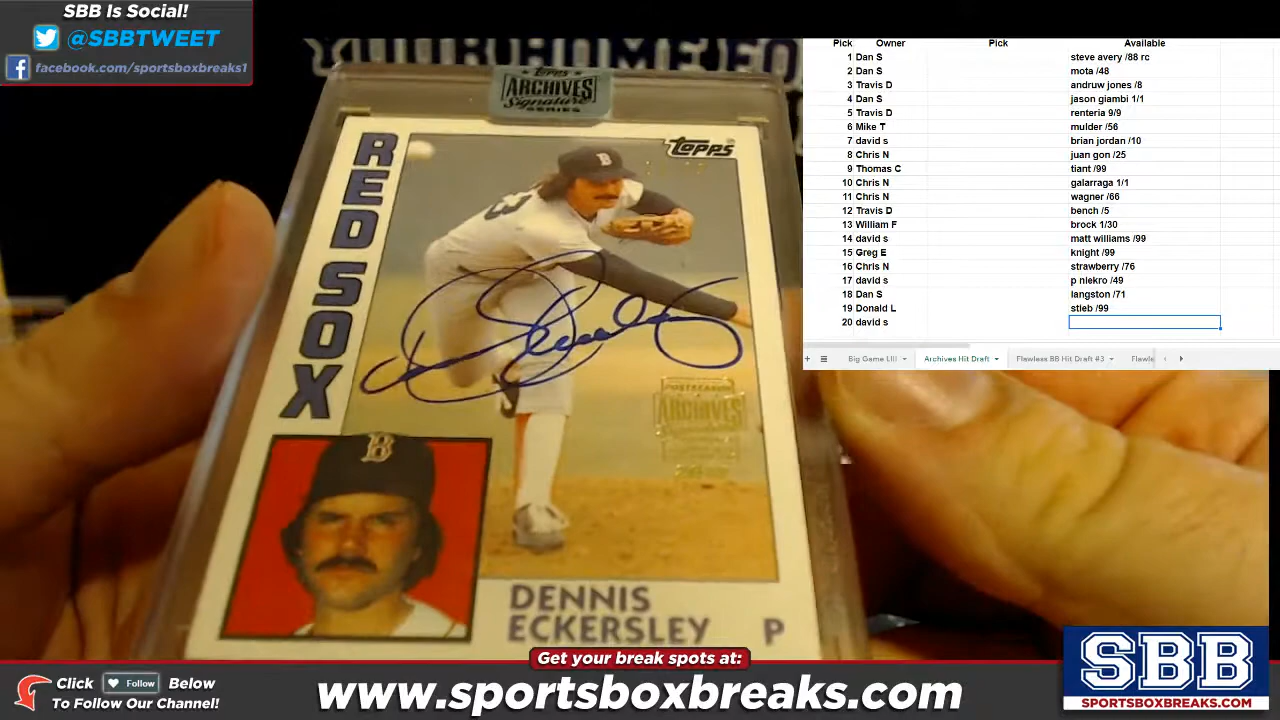 SBB Is Social!
@SBBTWEET
facebook.com/sportsboxbreaks1
YOUR HOME FO
Topps
ARCHIVES
Signature
SERIES
RED SOX
Topps
B
POSTSEASON
ARCHIVES
B
DENNIS
ECKERSLEY P
Pick Owner Pick Available
1 Dan S steve avery /88 rc
2 Dan S mota /48
3 Travis D andruw jones /8
4 Dan S jason giambi 1/1
5 Travis D renteria 9/9
6 Mike T mulder /56
7 david s brian jordan /10
8 Chris N juan gon /25
9 Thomas C tiant /99
10 Chris N galarraga 1/1
11 Chris N wagner /66
12 Travis D bench /5
13 William F brock 1/30
14 david s matt williams /99
15 Greg E knight /99
16 Chris N strawberry /76
17 david s p niekro /49
18 Dan S langston /71
19 Donald L stieb /99
20 david s
Big Game LIII Archives Hit Draft Flawless BB Hit Draft #3 Flawle
Get your break spots at:
Click Follow Below
To Follow Our Channel!
www.sportsboxbreaks.com
SBB
SPORTSBOXBREAKS.COM